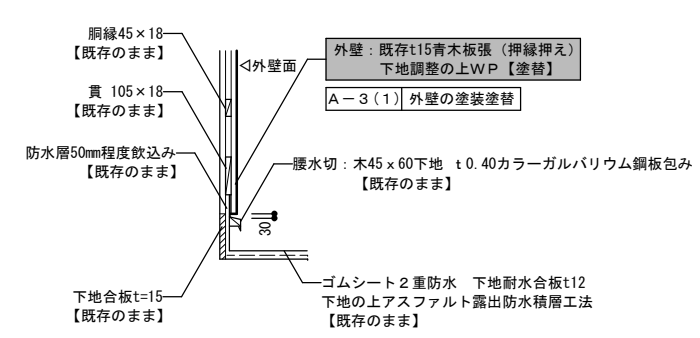 胴縁45×18
【既存のまま】
貫 105×18
【既存のまま】
防水層50mm程度飲込み
【既存のまま】
下地合板t=15
【既存のまま】
◁外壁面
外壁：既存t15青木板張（押縁押え）
下地調整の上ＷＰ【塗替】
Ａ－３(１) 外壁の塗装塗替
腰水切：木45ｘ60下地 ｔ0.40カラーガルバリウム鋼板包み
【既存のまま】
30
ゴムシート２重防水 下地耐水合板t12
下地の上アスファルト露出防水積層工法
【既存のまま】